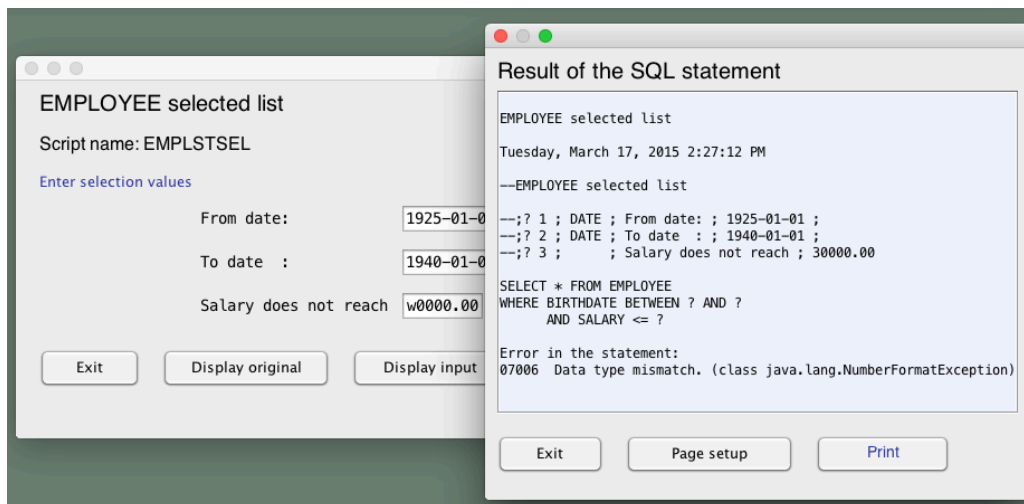 EMPLOYEE selected list
Script name: EMPLSTSEL
Enter selection values
From date: 1925-01-0
To date  : 1940-01-0
Salary does not reach w0000.00
Exit Display original Display input
Result of the SQL statement
EMPLOYEE selected list
Tuesday, March 17, 2015 2:27:12 PM
--EMPLOYEE selected list
--;? 1 ; DATE ; From date: ; 1925-01-01 ;
--;? 2 ; DATE ; To date  : ; 1940-01-01 ;
--;? 3 ;      ; Salary does not reach ; 30000.00
SELECT * FROM EMPLOYEE
WHERE BIRTHDATE BETWEEN ? AND ?
AND SALARY <= ?
Error in the statement:
07006  Data type mismatch. (class java.lang.NumberFormatException)
Exit Page setup Print